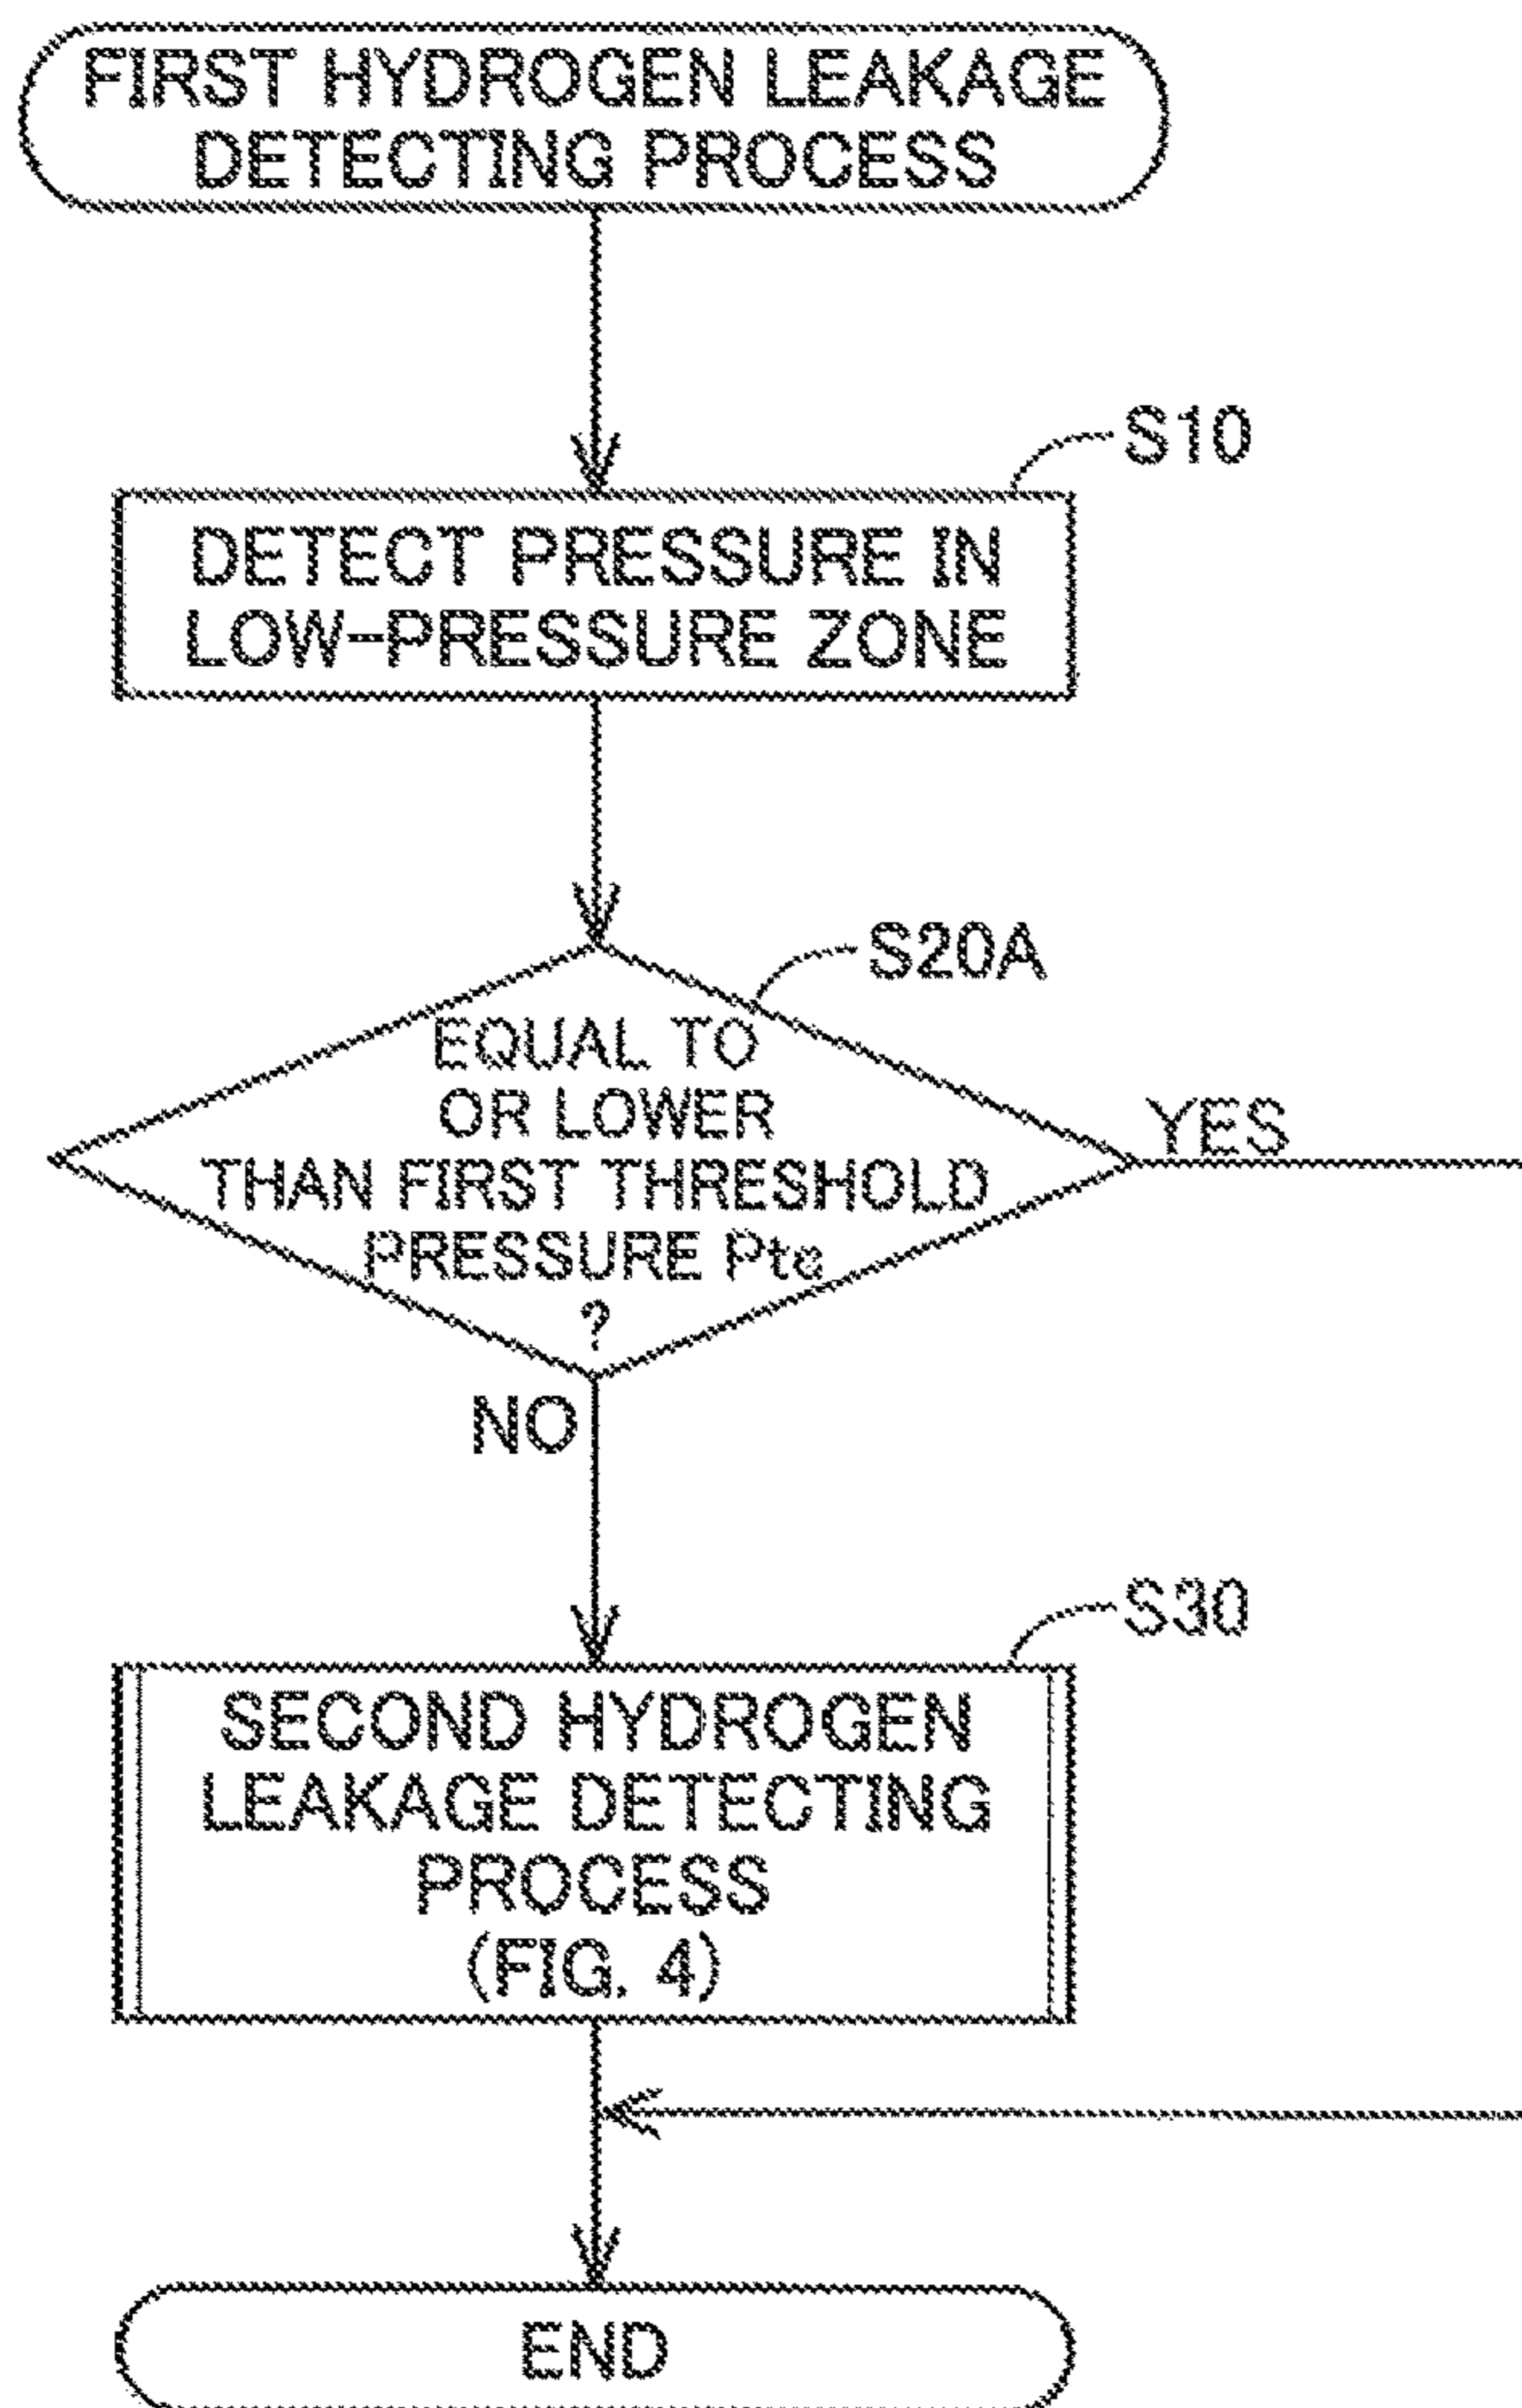 FIRST HYDROGEN LEAKAGE
DETECTING PROCESS
S10
DETECT PRESSURE IN
LOW-PRESSURE ZONE
S20A
EQUAL TO
OR LOWER
THAN FIRST THRESHOLD
PRESSURE Pta
?
YES
NO
S30
SECOND HYDROGEN
LEAKAGE DETECTING
PROCESS
(FIG. 4)
END